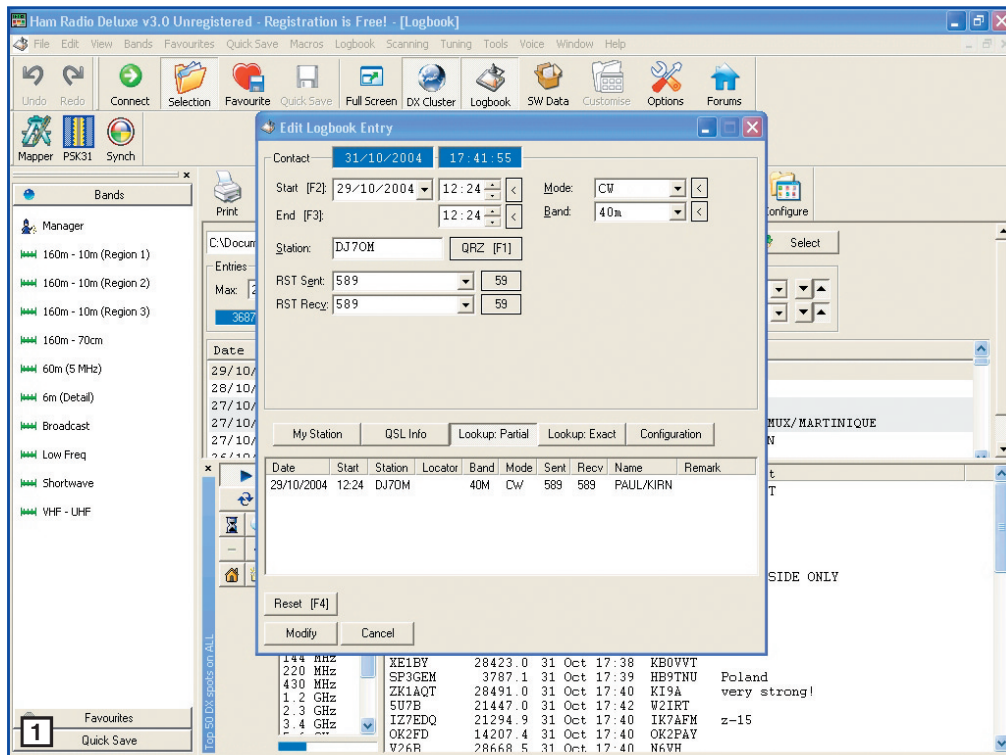 Ham Radio Deluxe v3.0 Unregistered - Registration is Free! - [Logbook]
File Edit View Bands Favourites Quick Save Macros Logbook Scanning Tuning Tools Voice Window Help
Undo Redo Connect Selection Favourite Quick Save Full Screen DX Cluster Logbook SW Data Customise Options Forums
Mapper PSK31 Synch
Bands
Manager
160m - 10m (Region 1)
160m - 10m (Region 2)
160m - 10m (Region 3)
160m - 70cm
60m (5 MHz)
6m (Detail)
Broadcast
Low Freq
Shortwave
VHF - UHF
Favourites
Quick Save
1
Print
onfigure
C:\Docum
Select
Entries
Max: 2
3687
Date
29/10/
28/10/
27/10/
27/10/
27/10/
MUX/MARTINIQUE
N
Edit Logbook Entry
Contact 31/10/2004 17:41:55
Start [F2]: 29/10/2004 12:24 < Mode: CW <
End [F3]: 12:24 < Band: 40m <
Station: DJ7OM QRZ [F1]
RST Sent: 589 59
RST Recv: 589 59
My Station QSL Info Lookup: Partial Lookup: Exact Configuration
Date Start Station Locator Band Mode Sent Recv Name Remark
29/10/2004 12:24 DJ7OM 40M CW 589 589 PAUL/KIRN
Reset [F4]
Modify Cancel
t
T
SIDE ONLY
Top 50 DX spots on ALL
144 MHz
220 MHz
430 MHz
1.2 GHz
2.3 GHz
3.4 GHz
XE1BY 28423.0 31 Oct 17:38 KB0VVT
SP3GEM 3787.1 31 Oct 17:39 HB9TNU Poland
ZK1AQT 28491.0 31 Oct 17:40 KI9A very strong!
5U7B 21447.0 31 Oct 17:42 W2IRT
IZ7EDQ 21294.9 31 Oct 17:40 IK7AFM z-15
OK2FD 14207.4 31 Oct 17:40 OK2PAY
V26B 28668.5 31 Oct 17:40 N6VH